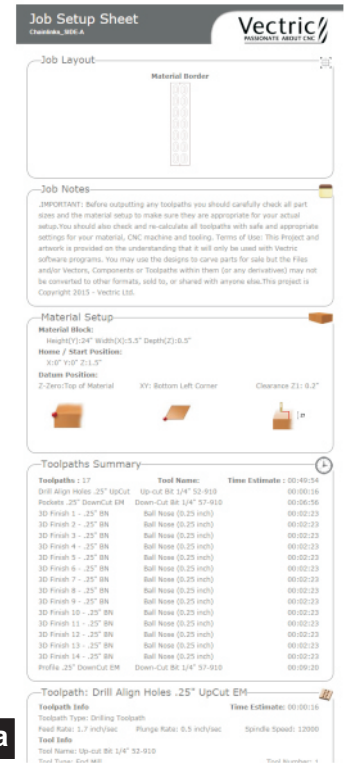 Job Setup Sheet
Chainlinks_SIDE-A
Vectric
PASSIONATE ABOUT CNC
Job Layout
Material Border
Job Notes
.IMPORTANT: Before outputting any toolpaths you should carefully check all part
sizes and the material setup to make sure they are appropriate for your actual
setup.You should also check and re-calculate all toolpaths with safe and appropriate
settings for your material, CNC machine and tooling. Terms of Use: This Project and
artwork is provided on the understanding that it will only be used with Vectric
software programs. You may use the designs to carve parts for sale but the Files
and/or Vectors, Components or Toolpaths within them (or any derivatives) may not
be converted to other formats, sold to, or shared with anyone else.This project is
Copyright 2015 - Vectric Ltd.
Material Setup
Material Block:
Height(Y):24" Width(X):5.5" Depth(Z):0.5"
Home / Start Position:
X:0" Y:0" Z:1.5"
Datum Position:
Z-Zero:Top of Material XY: Bottom Left Corner Clearance Z1: 0.2"
Toolpaths Summary
Toolpaths : 17 Tool Name: Time Estimate : 00:49:54
Drill Align Holes .25" UpCut Up-cut Bit 1/4" 52-910 00:00:16
Pockets .25" DownCut EM Down-Cut Bit 1/4" 57-910 00:06:56
3D Finish 1 - .25" BN Ball Nose (0.25 inch) 00:02:23
3D Finish 2 - .25" BN Ball Nose (0.25 inch) 00:02:23
3D Finish 3 - .25" BN Ball Nose (0.25 inch) 00:02:23
3D Finish 4 - .25" BN Ball Nose (0.25 inch) 00:02:23
3D Finish 5 - .25" BN Ball Nose (0.25 inch) 00:02:23
3D Finish 6 - .25" BN Ball Nose (0.25 inch) 00:02:23
3D Finish 7 - .25" BN Ball Nose (0.25 inch) 00:02:23
3D Finish 8 - .25" BN Ball Nose (0.25 inch) 00:02:23
3D Finish 9 - .25" BN Ball Nose (0.25 inch) 00:02:23
3D Finish 10 - .25" BN Ball Nose (0.25 inch) 00:02:23
3D Finish 11 - .25" BN Ball Nose (0.25 inch) 00:02:23
3D Finish 12 - .25" BN Ball Nose (0.25 inch) 00:02:23
3D Finish 13 - .25" BN Ball Nose (0.25 inch) 00:02:23
3D Finish 14 - .25" BN Ball Nose (0.25 inch) 00:02:23
Profile .25" DownCut EM Down-Cut Bit 1/4" 57-910 00:09:20
Toolpath: Drill Align Holes .25" UpCut EM
Toolpath Info Time Estimate: 00:00:16
Toolpath Type: Drilling Toolpath
Feed Rate: 1.7 inch/sec Plunge Rate: 0.5 inch/sec Spindle Speed: 12000
Tool Info
Tool Name: Up-cut Bit 1/4" 52-910
Tool Type: End Mill Tool Number: 1
a